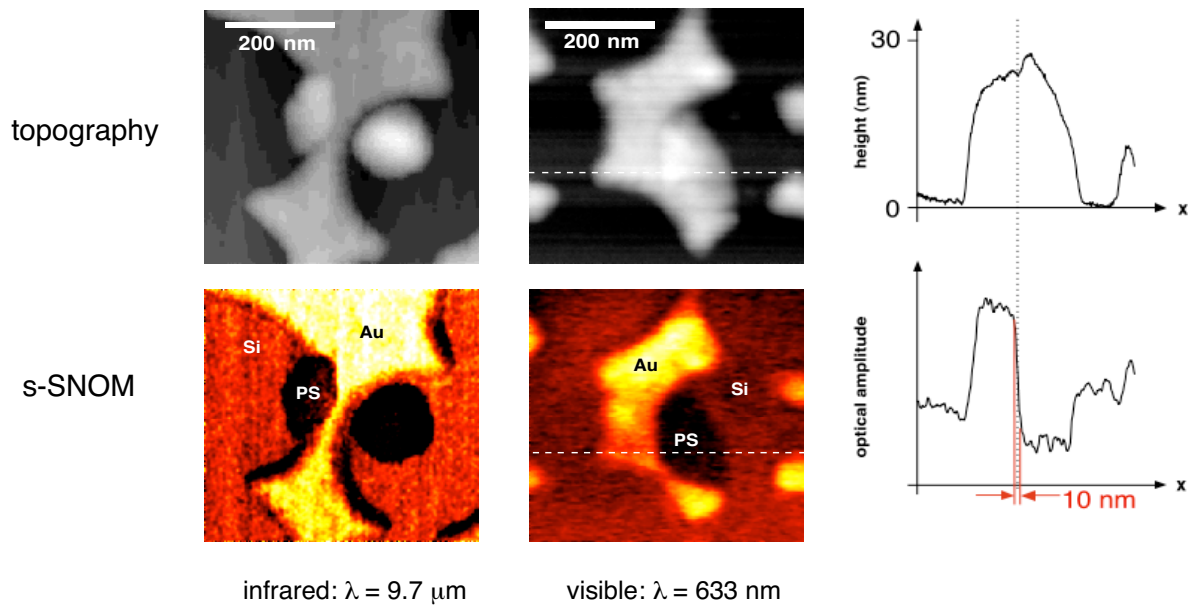 topography
200 nm
200 nm
30
height (nm)
0
x
s-SNOM
Si
Au
PS
Au
Si
PS
optical amplitude
x
10 nm
infrared: λ = 9.7 μm
visible: λ = 633 nm